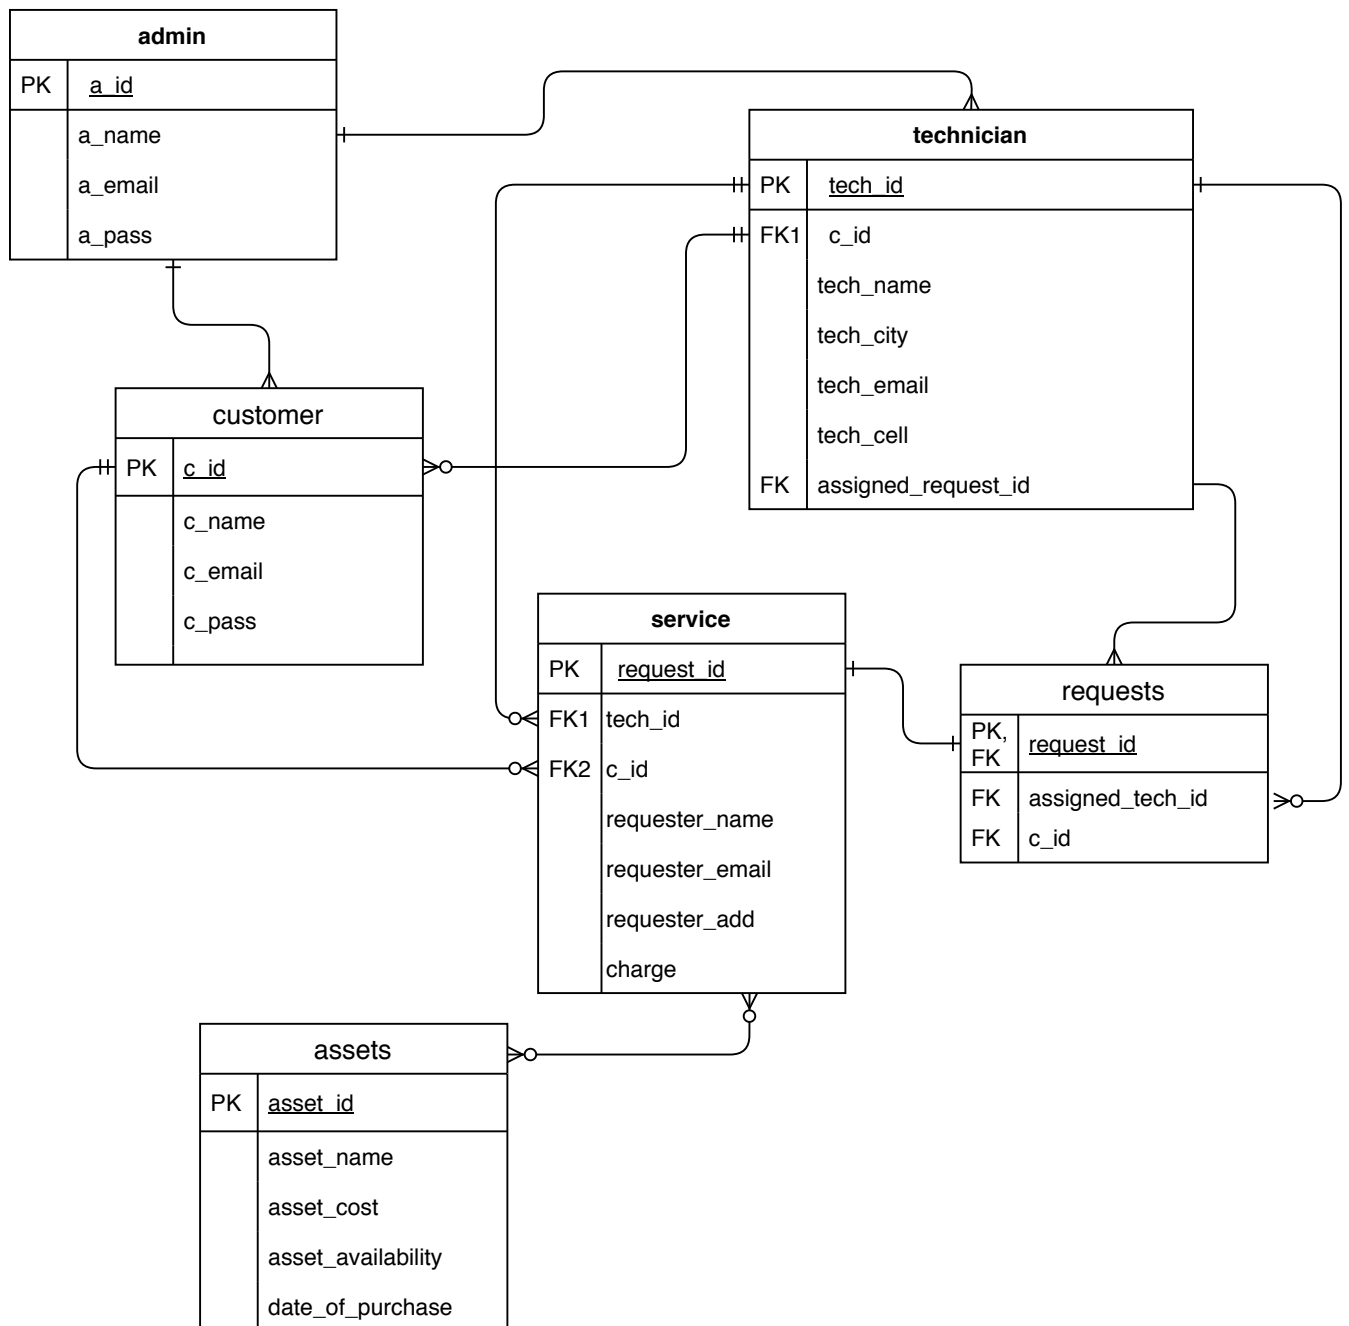 admin
PK a_id
a_name
a_email
a_pass
technician
PK tech_id
FK1 c_id
tech_name
tech_city
tech_email
tech_cell
FK assigned_request_id
customer
PK c_id
c_name
c_email
c_pass
service
PK request_id
FK1 tech_id
FK2 c_id
requester_name
requester_email
requester_add
charge
requests
PK,
FK request_id
FK assigned_tech_id
FK c_id
assets
PK asset_id
asset_name
asset_cost
asset_availability
date_of_purchase